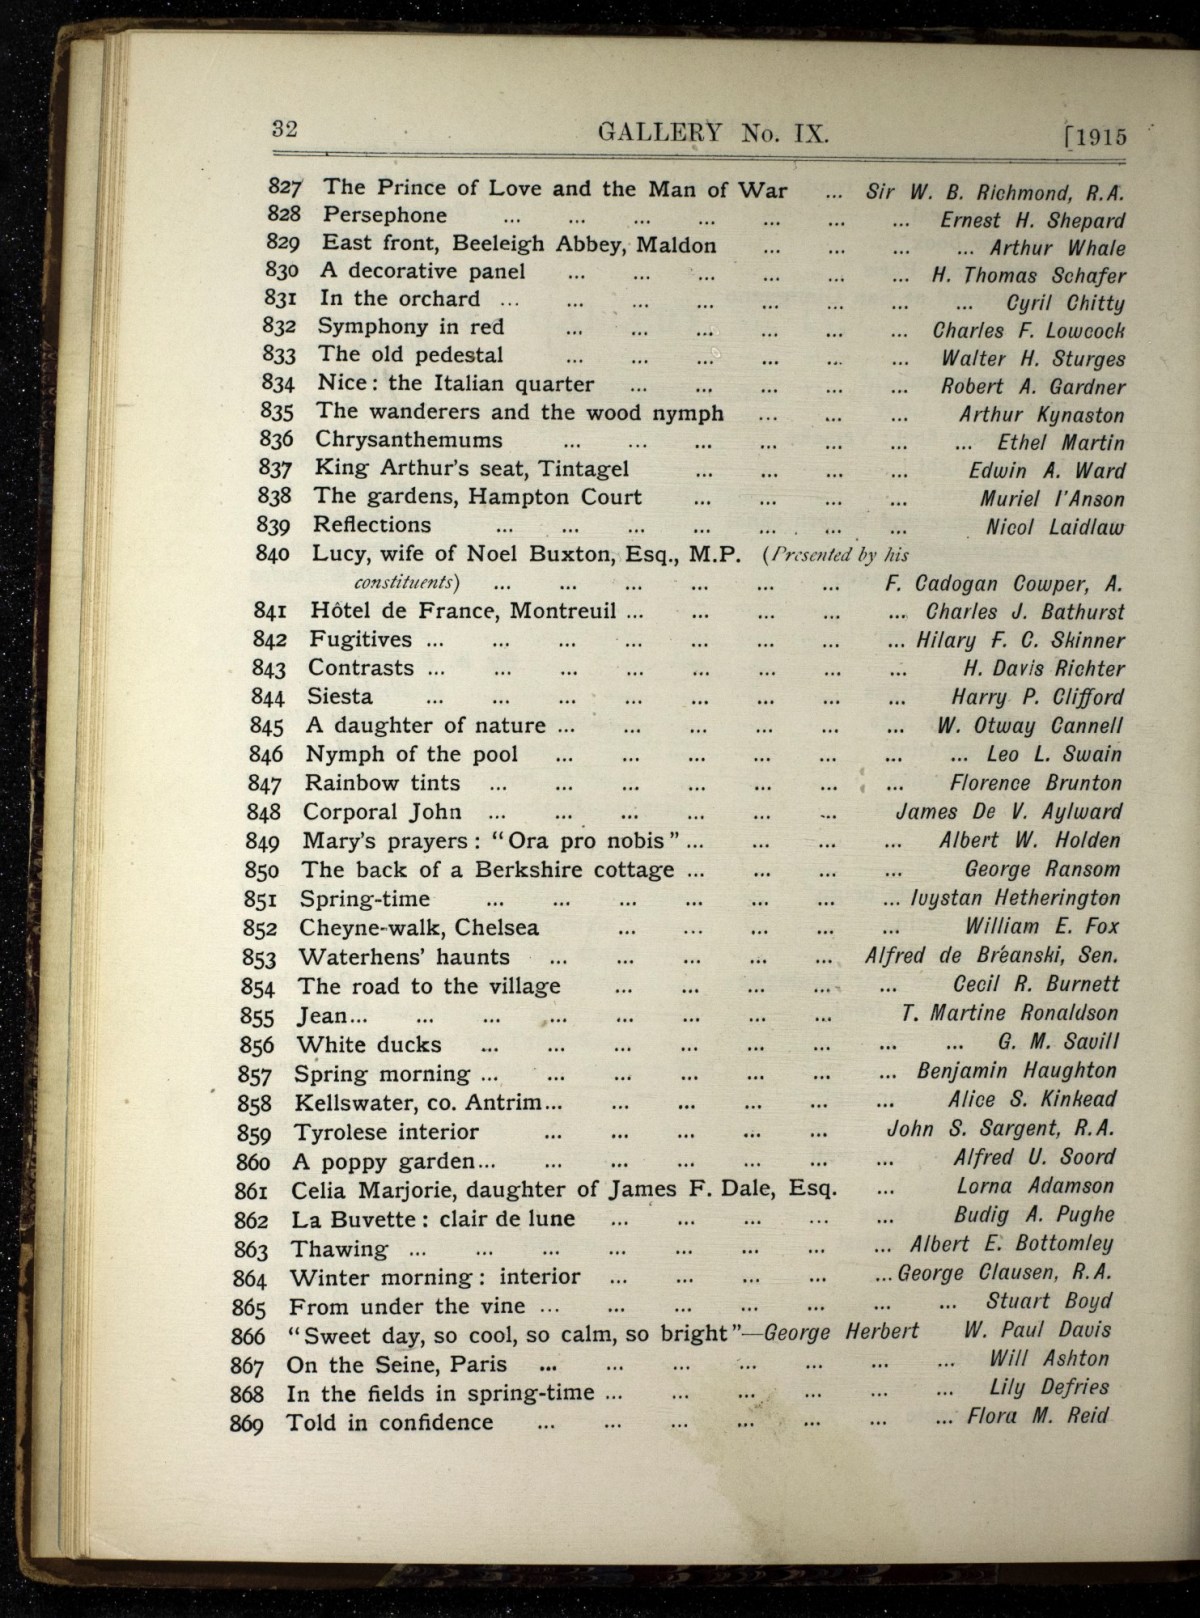 32 GALLERY No. IX. [1915
827 The Prince of Love and the Man of War ... Sir W. B. Richmond, R.A.
828 Persephone ... ... ... ... ... ... ... Ernest H. Shepard
829 East front, Beeleigh Abbey, Maldon ... ... ... ... Arthur Whale
830 A decorative panel ... ... ... ... ... ... H. Thomas Schafer
831 In the orchard ... ... ... ... ... ... ... ... Cyril Chitty
832 Symphony in red ... ... ... ... ... ... Charles F. Lowcock
833 The old pedestal ... ... ... ... ... ... Walter H. Sturges
834 Nice: the Italian quarter ... ... ... ... ... Robert A. Gardner
835 The wanderers and the wood nymph ... ... ... Arthur Kynaston
836 Chrysanthemums ... ... ... ... ... ... ... Ethel Martin
837 King Arthur's seat, Tintagel ... ... ... ... Edwin A. Ward
838 The gardens, Hampton Court ... ... ... ... Muriel I'Anson
839 Reflections ... ... ... ... ... ... ... Nicol Laidlaw
840 Lucy, wife of Noel Buxton, Esq., M.P. (Presented by his
constituents) ... ... ... ... ... ... F. Cadogan Cowper, A.
841 Hôtel de France, Montreuil ... ... ... ... ... Charles J. Bathurst
842 Fugitives ... ... ... ... ... ... ... ... Hilary F. C. Skinner
843 Contrasts ... ... ... ... ... ... ... ... H. Davis Richter
844 Siesta ... ... ... ... ... ... ... ... Harry P. Clifford
845 A daughter of nature ... ... ... ... ... ... W. Otway Cannell
846 Nymph of the pool ... ... ... ... ... ... ... Leo L. Swain
847 Rainbow tints ... ... ... ... ... ... ... Florence Brunton
848 Corporal John ... ... ... ... ... ... James De V. Aylward
849 Mary's prayers: "Ora pro nobis" ... ... ... ... Albert W. Holden
850 The back of a Berkshire cottage ... ... ... ... George Ransom
851 Spring-time ... ... ... ... ... ... ... Ivystan Hetherington
852 Cheyne-walk, Chelsea ... ... ... ... ... William E. Fox
853 Waterhens' haunts ... ... ... ... ... Alfred de Bréanski, Sen.
854 The road to the village ... ... ... ... ... Cecil R. Burnett
855 Jean... ... ... ... ... ... ... ... T. Martine Ronaldson
856 White ducks ... ... ... ... ... ... ... ... G. M. Savill
857 Spring morning ... ... ... ... ... ... ... Benjamin Haughton
858 Kellswater, co. Antrim... ... ... ... ... ... Alice S. Kinkead
859 Tyrolese interior ... ... ... ... ... John S. Sargent, R.A.
860 A poppy garden... ... ... ... ... ... ... Alfred U. Soord
861 Celia Marjorie, daughter of James F. Dale, Esq. ... Lorna Adamson
862 La Buvette: clair de lune ... ... ... ... ... Budig A. Pughe
863 Thawing ... ... ... ... ... ... ... ... Albert E. Bottomley
864 Winter morning: interior ... ... ... ... ... George Clausen, R.A.
865 From under the vine ... ... ... ... ... ... ... Stuart Boyd
866 "Sweet day, so cool, so calm, so bright"—George Herbert W. Paul Davis
867 On the Seine, Paris ... ... ... ... ... ... ... Will Ashton
868 In the fields in spring-time ... ... ... ... ... ... Lily Defries
869 Told in confidence ... ... ... ... ... ... ... Flora M. Reid